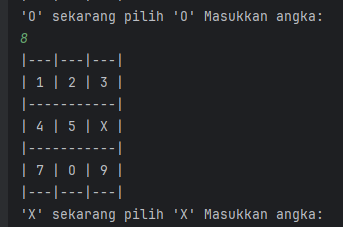 'O' sekarang pilih 'O' Masukkan angka:
8
|---|---|---|
| 1 | 2 | 3 |
|-----------|
| 4 | 5 | X |
|-----------|
| 7 | O | 9 |
|---|---|---|
'X' sekarang pilih 'X' Masukkan angka: